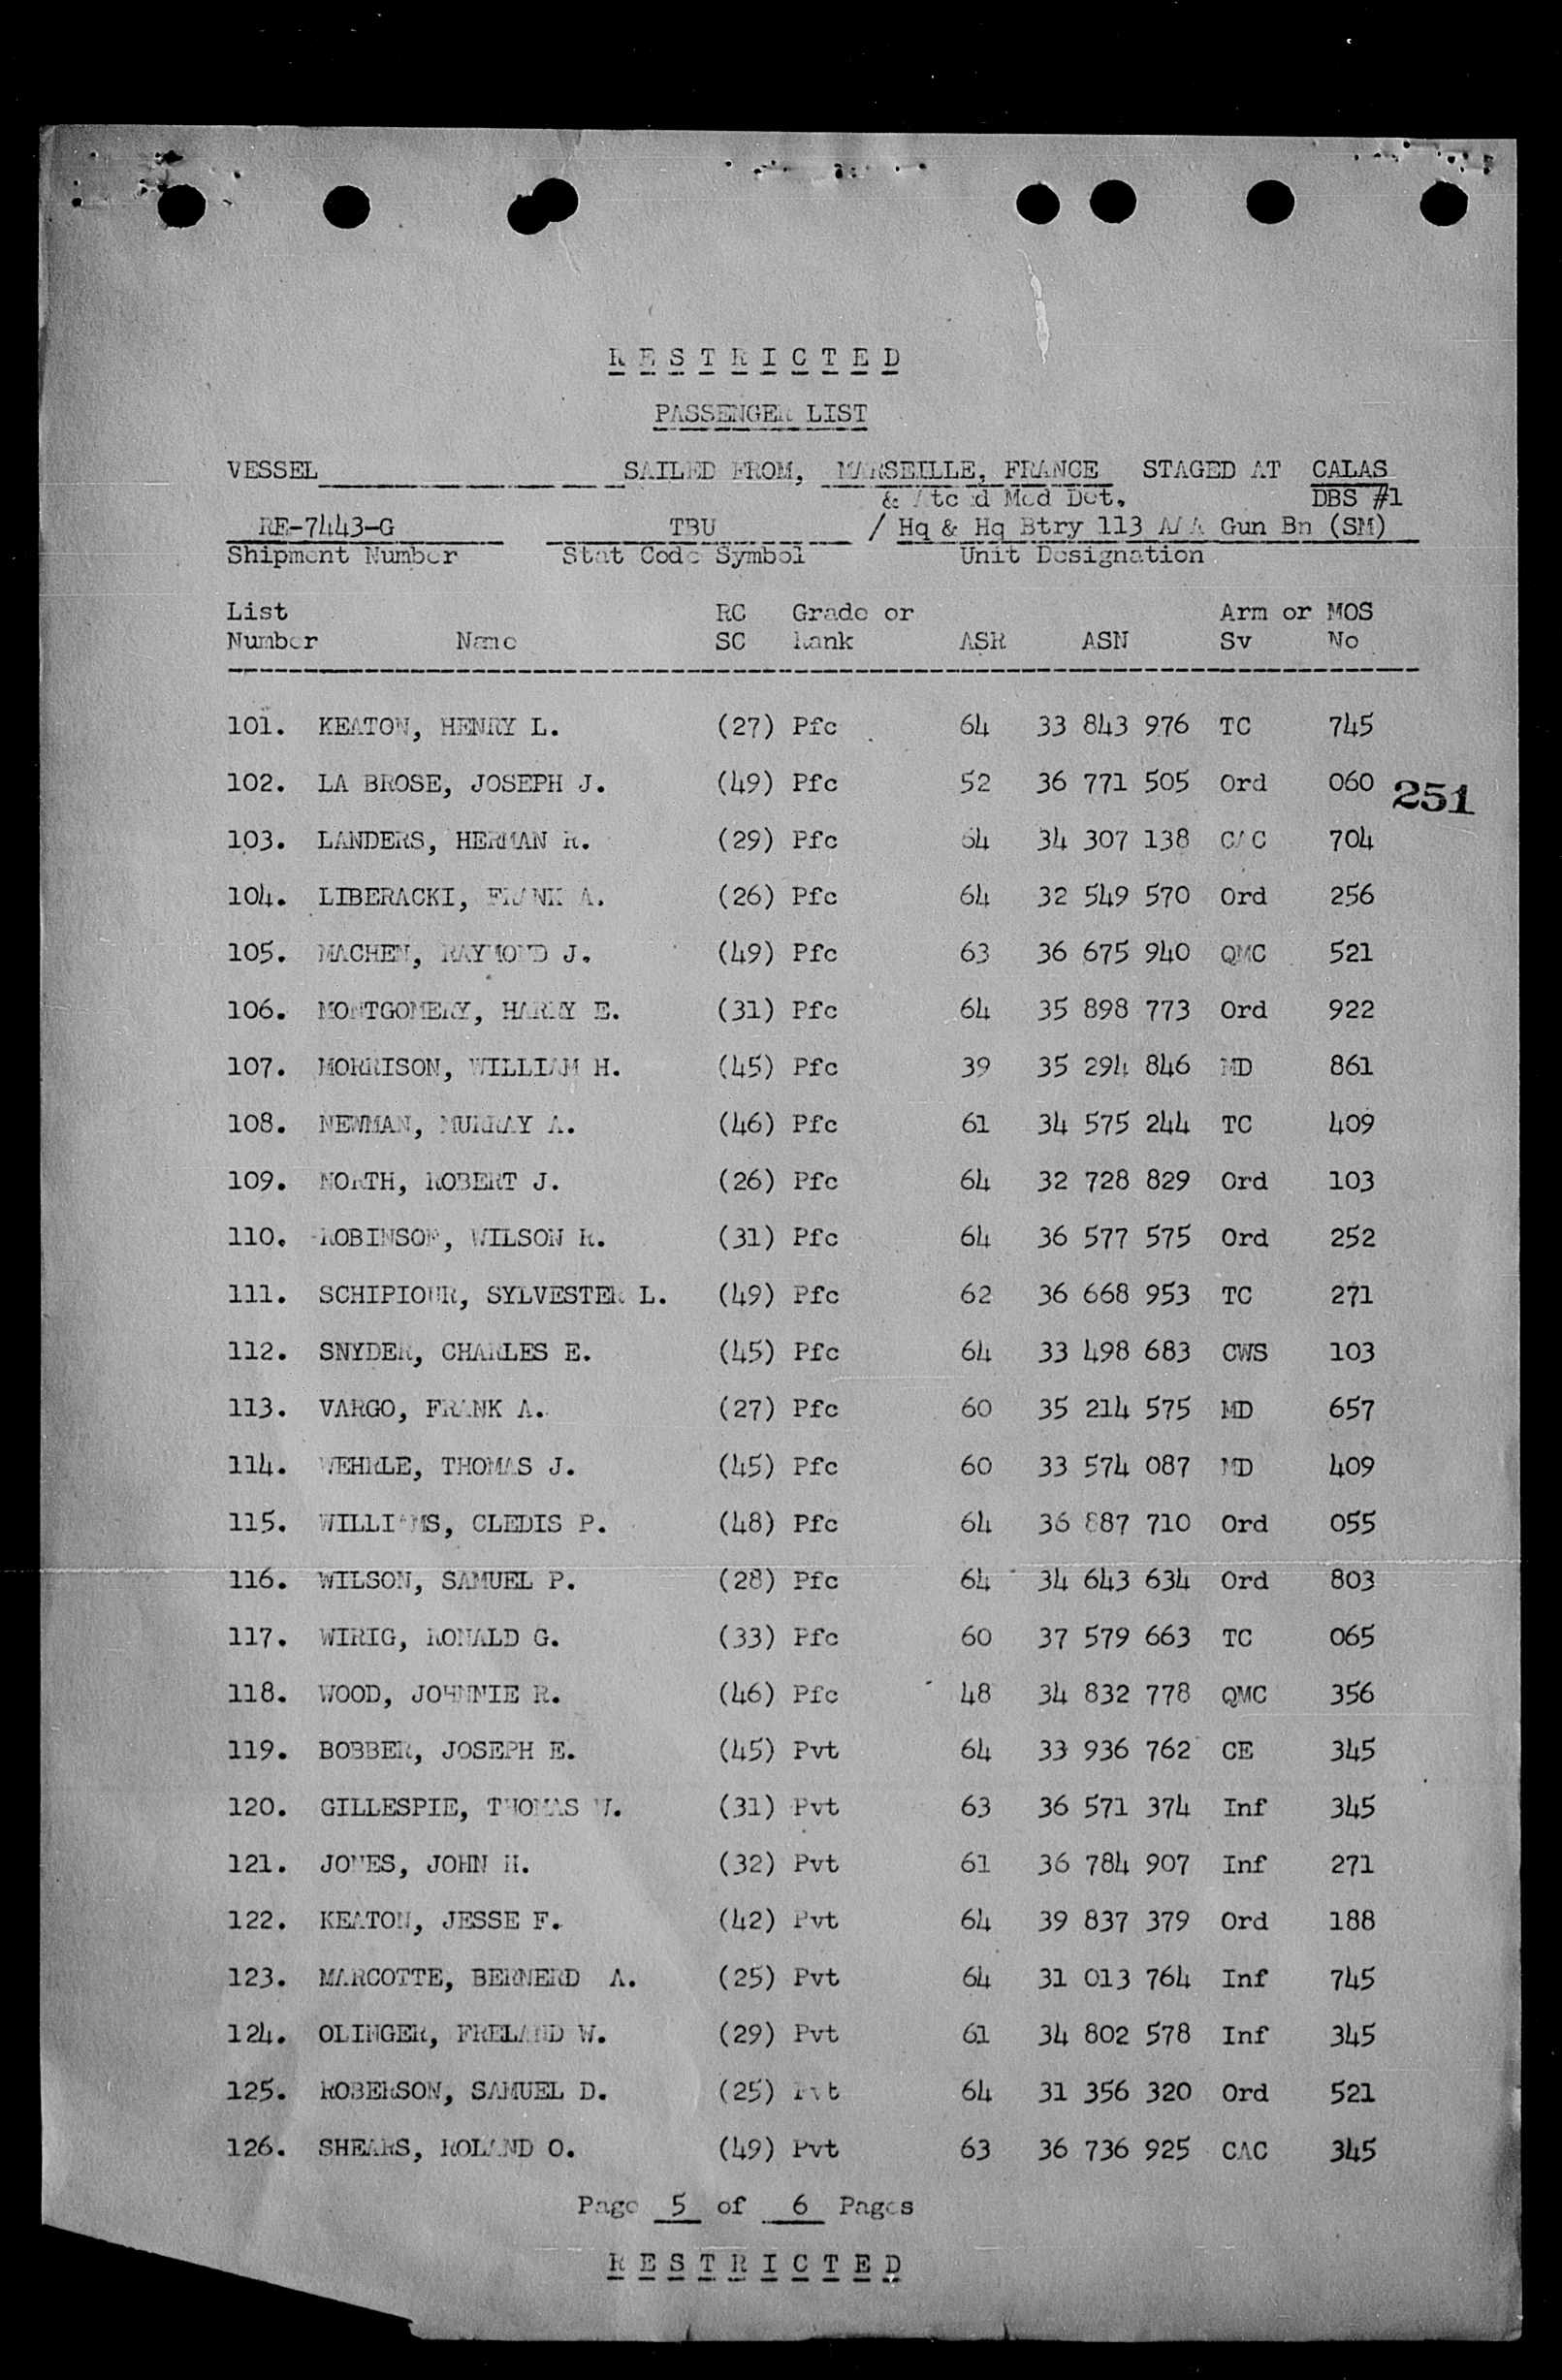 RESTRICTED
PASSENGER LIST
VESSEL SAILED FROM, MARSEILLE, FRANCE STAGED AT CALAS
& Atchd Med Det. DBS #1
RE-7443-G TBU / Hq & Hq Btry 113 AAA Gun Bn (SM)
Shipment Number Stat Code Symbol Unit Designation
List RC Grade or Arm or MOS
Number Name SC Rank ASR ASN Sv No
101. KEATON, HENRY L. (27) Pfc 64 33 843 976 TC 745
102. LA BROSE, JOSEPH J. (49) Pfc 52 36 771 505 Ord 060
251
103. LANDERS, HERMAN R. (29) Pfc 64 34 307 138 CAC 704
104. LIBERACKI, FRANK A. (26) Pfc 64 32 549 570 Ord 256
105. MACHEN, RAYMOND J. (49) Pfc 63 36 675 940 QMC 521
106. MONTGOMERY, HARRY E. (31) Pfc 64 35 898 773 Ord 922
107. MORRISON, WILLIAM H. (45) Pfc 39 35 294 846 MD 861
108. NEWMAN, MURRAY A. (46) Pfc 61 34 575 244 TC 409
109. NORTH, ROBERT J. (26) Pfc 64 32 728 829 Ord 103
110. ROBINSON, WILSON R. (31) Pfc 64 36 577 575 Ord 252
111. SCHIPIOUR, SYLVESTER L. (49) Pfc 62 36 668 953 TC 271
112. SNYDER, CHARLES E. (45) Pfc 64 33 498 683 CWS 103
113. VARGO, FRANK A. (27) Pfc 60 35 214 575 MD 657
114. WEHRLE, THOMAS J. (45) Pfc 60 33 574 087 MD 409
115. WILLIAMS, CLEDIS P. (48) Pfc 64 36 887 710 Ord 055
116. WILSON, SAMUEL P. (28) Pfc 64 34 643 634 Ord 803
117. WIRIG, RONALD G. (33) Pfc 60 37 579 663 TC 065
118. WOOD, JOHNNIE R. (46) Pfc 48 34 832 778 QMC 356
119. BOBBER, JOSEPH E. (45) Pvt 64 33 936 762 CE 345
120. GILLESPIE, THOMAS W. (31) Pvt 63 36 571 374 Inf 345
121. JONES, JOHN H. (32) Pvt 61 36 784 907 Inf 271
122. KEATON, JESSE F. (42) Pvt 64 39 837 379 Ord 188
123. MARCOTTE, BERNERD A. (25) Pvt 64 31 013 764 Inf 745
124. OLINGER, FRELAND W. (29) Pvt 61 34 802 578 Inf 345
125. ROBERSON, SAMUEL D. (25) Pvt 64 31 356 320 Ord 521
126. SHEARS, ROLAND O. (49) Pvt 63 36 736 925 CAC 345
Page 5 of 6 Pages
RESTRICTED